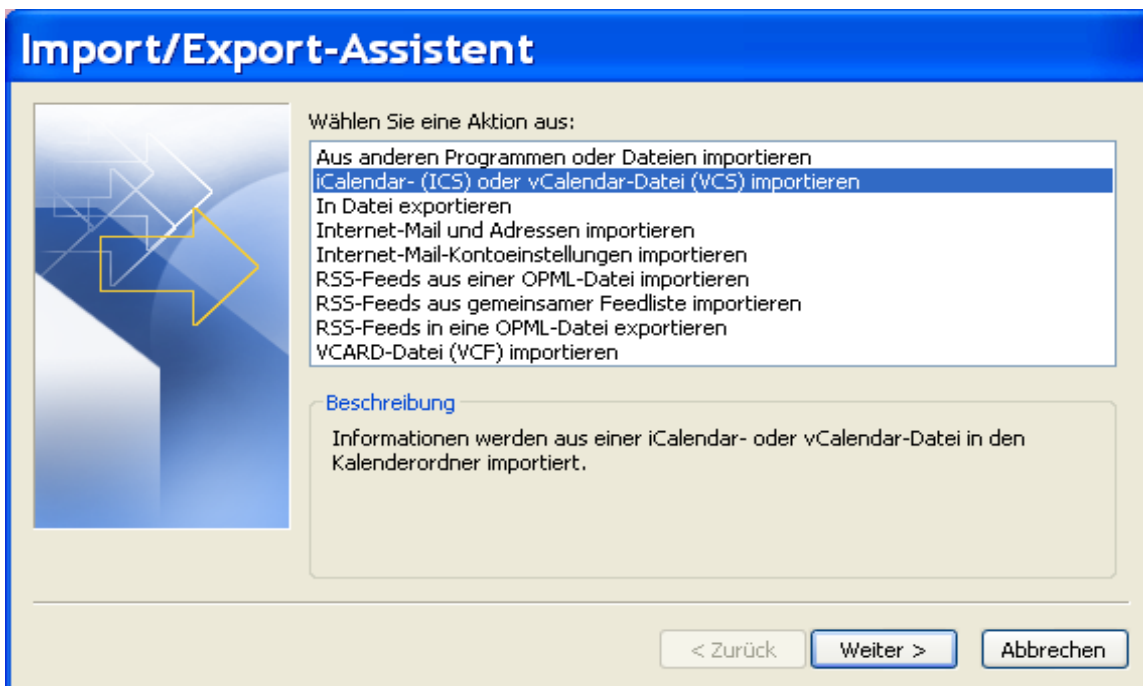 Import/Export-Assistent
Wählen Sie eine Aktion aus:
Aus anderen Programmen oder Dateien importieren
iCalendar- (ICS) oder vCalendar-Datei (VCS) importieren
In Datei exportieren
Internet-Mail und Adressen importieren
Internet-Mail-Kontoeinstellungen importieren
RSS-Feeds aus einer OPML-Datei importieren
RSS-Feeds aus gemeinsamer Feedliste importieren
RSS-Feeds in eine OPML-Datei exportieren
VCARD-Datei (VCF) importieren
Beschreibung
Informationen werden aus einer iCalendar- oder vCalendar-Datei in den
Kalenderordner importiert.
< Zurück Weiter > Abbrechen